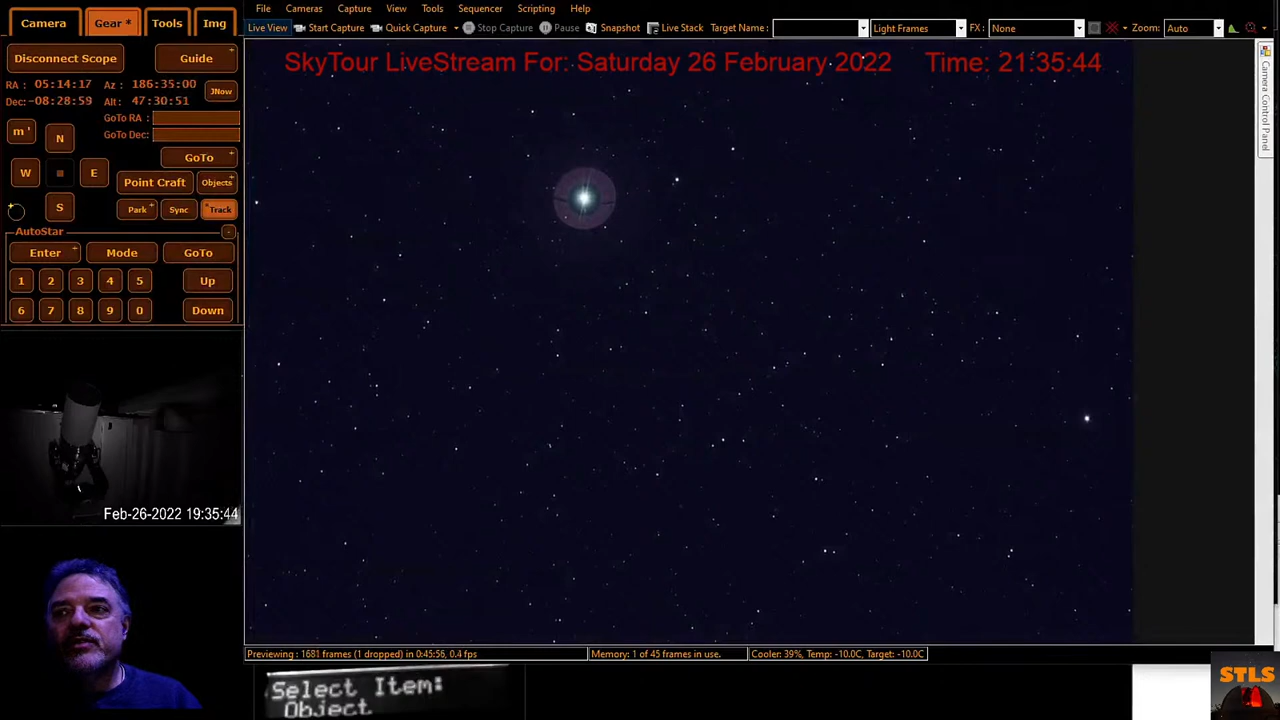 Camera Gear * Tools Img
Disconnect Scope Guide
RA : 05:14:17 Az : 186:35:00
Dec:-08:28:59 Alt: 47:30:51
JNow
GoTo RA :
GoTo Dec:
m ' N
W E
S
GoTo
Point Craft Objects
Park Sync Track
AutoStar -
Enter Mode GoTo
1 2 3 4 5 Up
6 7 8 9 0 Down
Feb-26-2022 19:35:44
File Cameras Capture View Tools Sequencer Scripting Help
Live View Start Capture Quick Capture Stop Capture Pause Snapshot Live Stack Target Name : Light Frames FX : None Zoom: Auto
SkyTour LiveStream For: Saturday 26 February 2022 Time: 21:35:44
Camera Control Panel
Previewing : 1681 frames (1 dropped) in 0:45:56, 0.4 fps Memory: 1 of 45 frames in use. Cooler: 39%, Temp: -10.0C, Target: -10.0C
Select Item:
Object
STLS